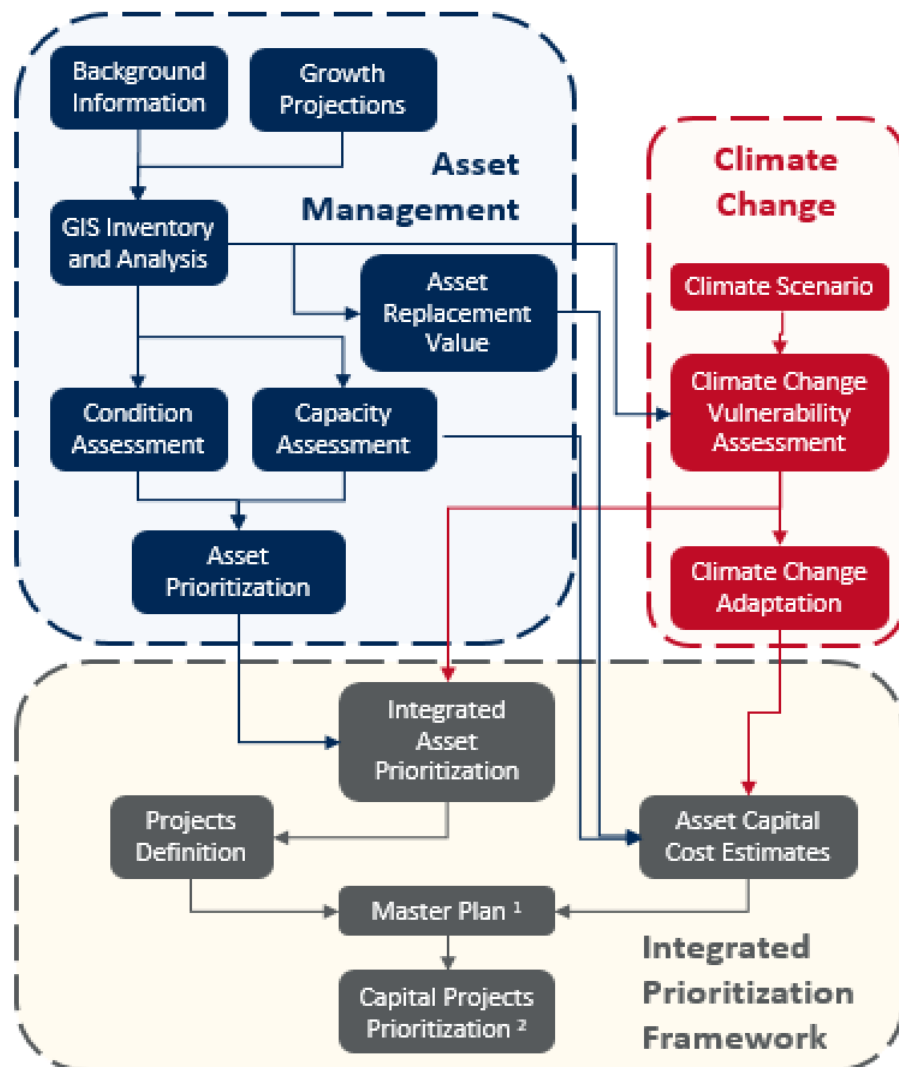 Background
Information
Growth
Projections
Asset
Management
Climate
Change
GIS Inventory
and Analysis
Asset
Replacement
Value
Climate Scenario
Climate Change
Vulnerability
Assessment
Condition
Assessment
Capacity
Assessment
Asset
Prioritization
Climate Change
Adaptation
Integrated
Asset
Prioritization
Projects
Definition
Asset Capital
Cost Estimates
Master Plan ¹
Capital Projects
Prioritization ²
Integrated
Prioritization
Framework